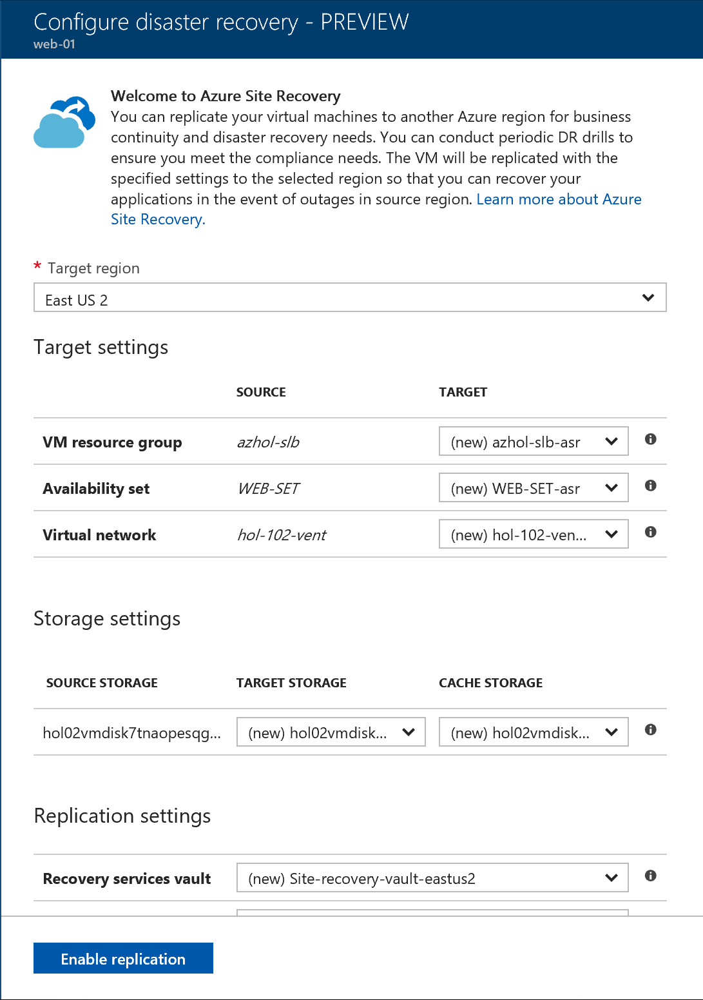 Configure disaster recovery - PREVIEW
web-01
Welcome to Azure Site Recovery
You can replicate your virtual machines to another Azure region for business
continuity and disaster recovery needs. You can conduct periodic DR drills to
ensure you meet the compliance needs. The VM will be replicated with the
specified settings to the selected region so that you can recover your
applications in the event of outages in source region. Learn more about Azure
Site Recovery.
* Target region
East US 2
Target settings
SOURCE TARGET
VM resource group azhol-slb (new) azhol-slb-asr
Availability set WEB-SET (new) WEB-SET-asr
Virtual network hol-102-vent (new) hol-102-ven...
Storage settings
SOURCE STORAGE TARGET STORAGE CACHE STORAGE
hol02vmdisk7tnaopesqg... (new) hol02vmdisk... (new) hol02vmdisk...
Replication settings
Recovery services vault (new) Site-recovery-vault-eastus2
Enable replication